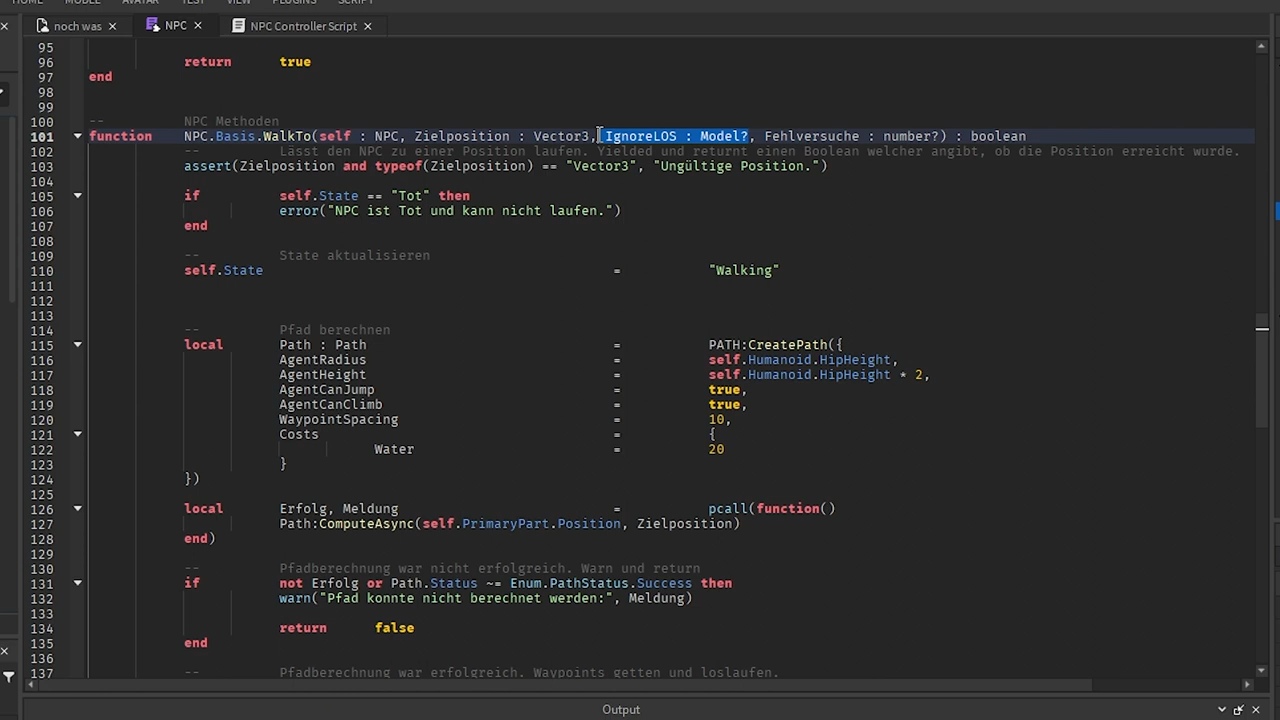 HOME MODEL AVATAR TEST VIEW PLUGINS SCRIPT
noch was NPC NPC Controller Script
95
96 return true
97 end
98
99
100 -- NPC Methoden
101 function NPC.Basis.WalkTo(self : NPC, Zielposition : Vector3, IgnoreLOS : Model?, Fehlversuche : number?) : boolean
102 -- Lässt den NPC zu einer Position laufen. Yielded und returnt einen Boolean welcher angibt, ob die Position erreicht wurde.
103 assert(Zielposition and typeof(Zielposition) == "Vector3", "Ungültige Position.")
104
105 if self.State == "Tot" then
106 error("NPC ist Tot und kann nicht laufen.")
107 end
108
109 -- State aktualisieren
110 self.State = "Walking"
111
112
113
114 -- Pfad berechnen
115 local Path : Path = PATH:CreatePath({
116 AgentRadius = self.Humanoid.HipHeight,
117 AgentHeight = self.Humanoid.HipHeight * 2,
118 AgentCanJump = true,
119 AgentCanClimb = true,
120 WaypointSpacing = 10,
121 Costs = {
122 Water = 20
123 }
124 })
125
126 local Erfolg, Meldung = pcall(function()
127 Path:ComputeAsync(self.PrimaryPart.Position, Zielposition)
128 end)
129
130 -- Pfadberechnung war nicht erfolgreich. Warn und return
131 if not Erfolg or Path.Status ~= Enum.PathStatus.Success then
132 warn("Pfad konnte nicht berechnet werden:", Meldung)
133
134 return false
135 end
136
137 -- Pfadberechnung war erfolgreich. Waypoints getten und loslaufen.
Output